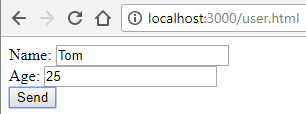 localhost:3000/user.html
Name: Tom
Age: 25
Send